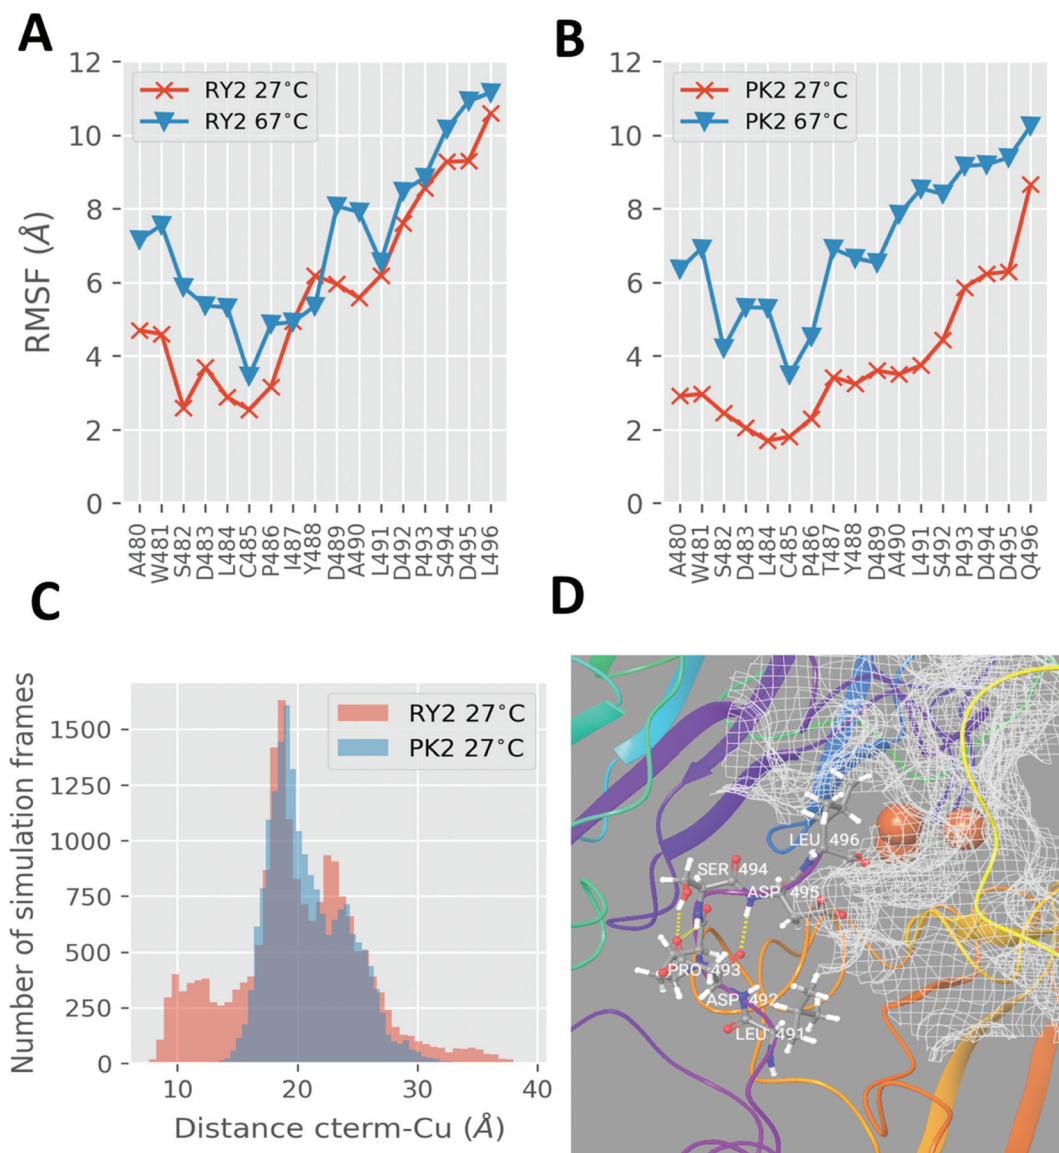 A
B
12
10
8
6
4
2
0
RMSF (Å)
RY2 27°C
RY2 67°C
A480
W481
S482
D483
L484
C485
P486
I487
Y488
D489
A490
L491
D492
P493
S494
D495
L496
12
10
8
6
4
2
0
PK2 27°C
PK2 67°C
A480
W481
S482
D483
L484
C485
P486
T487
Y488
D489
A490
L491
S492
P493
D494
D495
Q496
C
D
Number of simulation frames
1500
1250
1000
750
500
250
0
RY2 27°C
PK2 27°C
10
20
30
40
Distance cterm-Cu (Å)
LEU 496
SER 494
ASP 495
PRO 493
ASP 492
LEU 491